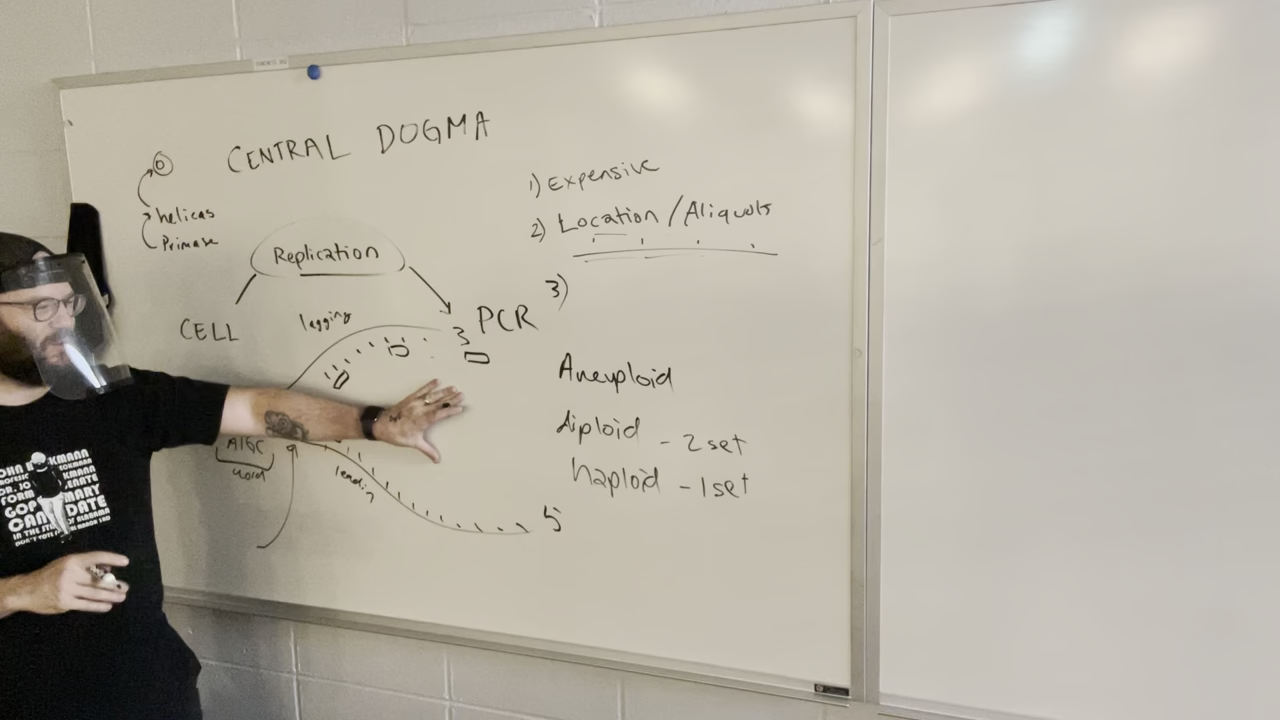 CENTRAL DOGMA
helicas
Primase
Replication
CELL
PCR
lagging
3
ATGC
word
leading
5
1) Expensive
2) Location / Aliquots
3)
Aneuploid
diploid - 2 set
haploid - 1 set